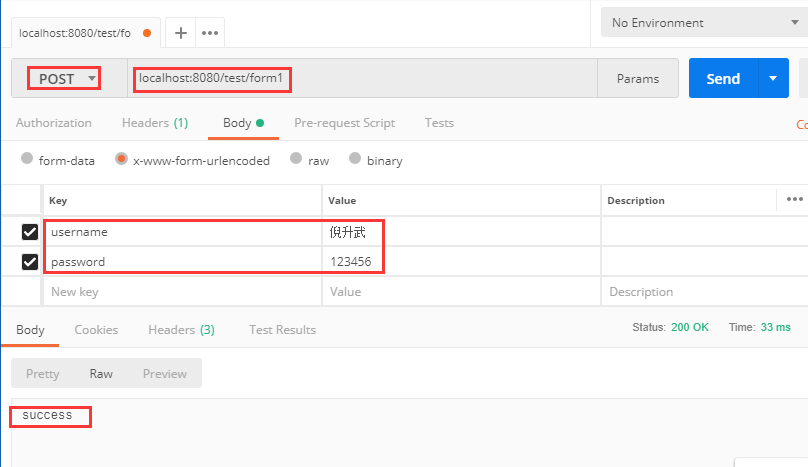 localhost:8080/test/fo
No Environment
POST localhost:8080/test/form1 Params Send
Authorization Headers (1) Body Pre-request Script Tests Co
form-data x-www-form-urlencoded raw binary
Key Value Description
username 倪升武
password 123456
New key Value Description
Body Cookies Headers (3) Test Results Status: 200 OK Time: 33 ms
Pretty Raw Preview
success